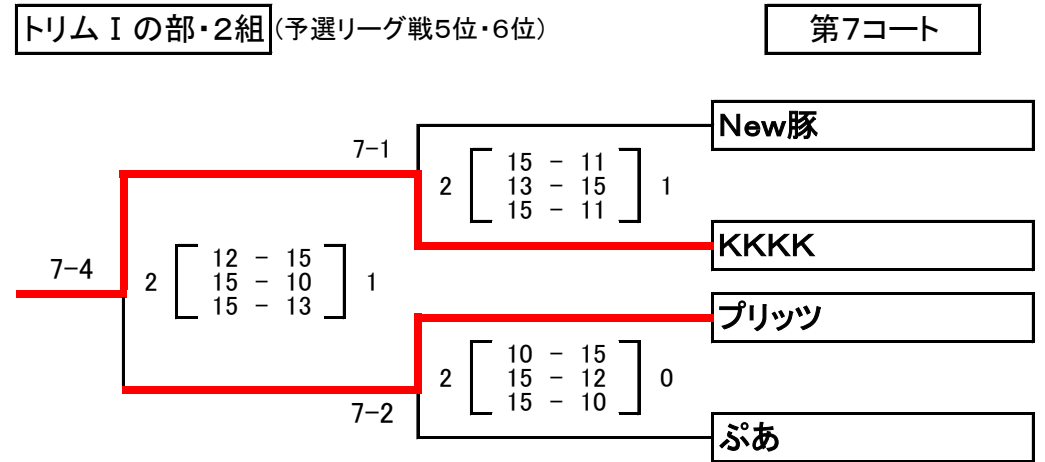 トリムⅠの部・２組(予選リーグ戦５位・６位)
第７コート
New豚
7-1
2 15 - 11 1
13 - 15
15 - 11
KKKK
7-4
2 12 - 15 1
15 - 10
15 - 13
プリッツ
2 10 - 15 0
15 - 12
15 - 10
7-2
ぷあ